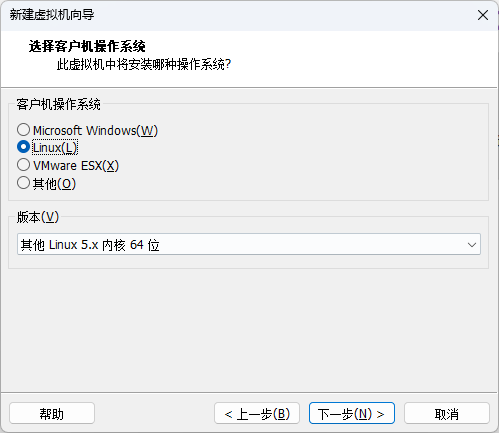 新建虚拟机向导
选择客户机操作系统
此虚拟机中将安装哪种操作系统?
客户机操作系统
Microsoft Windows(W)
Linux(L)
VMware ESX(X)
其他(O)
版本(V)
其他 Linux 5.x 内核 64 位
帮助
< 上一步(B)
下一步(N) >
取消